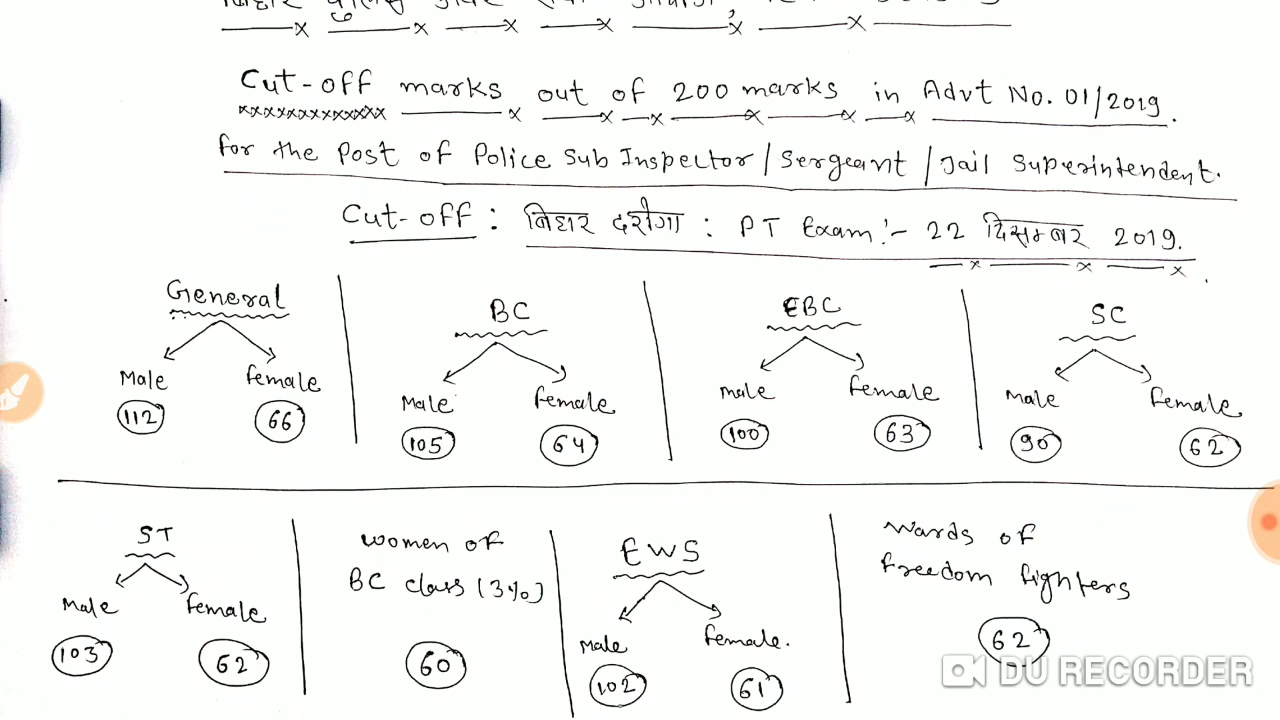 Cut-off marks out of 200 marks in Advt No. 01/2019.
for the Post of Police Sub Inspector/Sergeant/Jail Superintendent.
Cut-off : बिहार दरोगा : PT Exam:- 22 दिसम्बर 2019.
General
Male Female
112 66
BC
Male Female
105 64
EBC
Male Female
100 63
SC
Male Female
90 62
ST
Male Female
103 62
Women of
BC class (3%)
60
EWS
Male Female.
102 61
Wards of
Freedom fighters
62
DU RECORDER